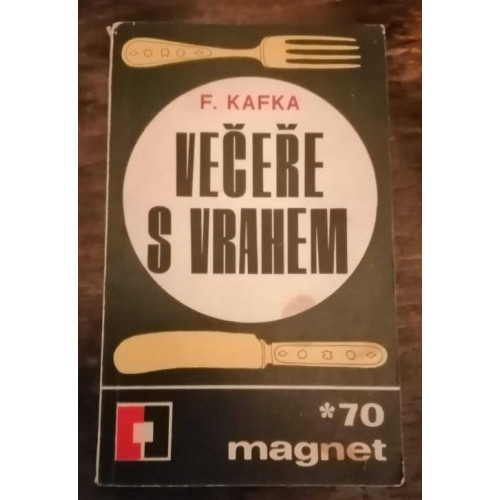 F. KAFKA
VEČEŘE
S VRAHEM
*70
magnet